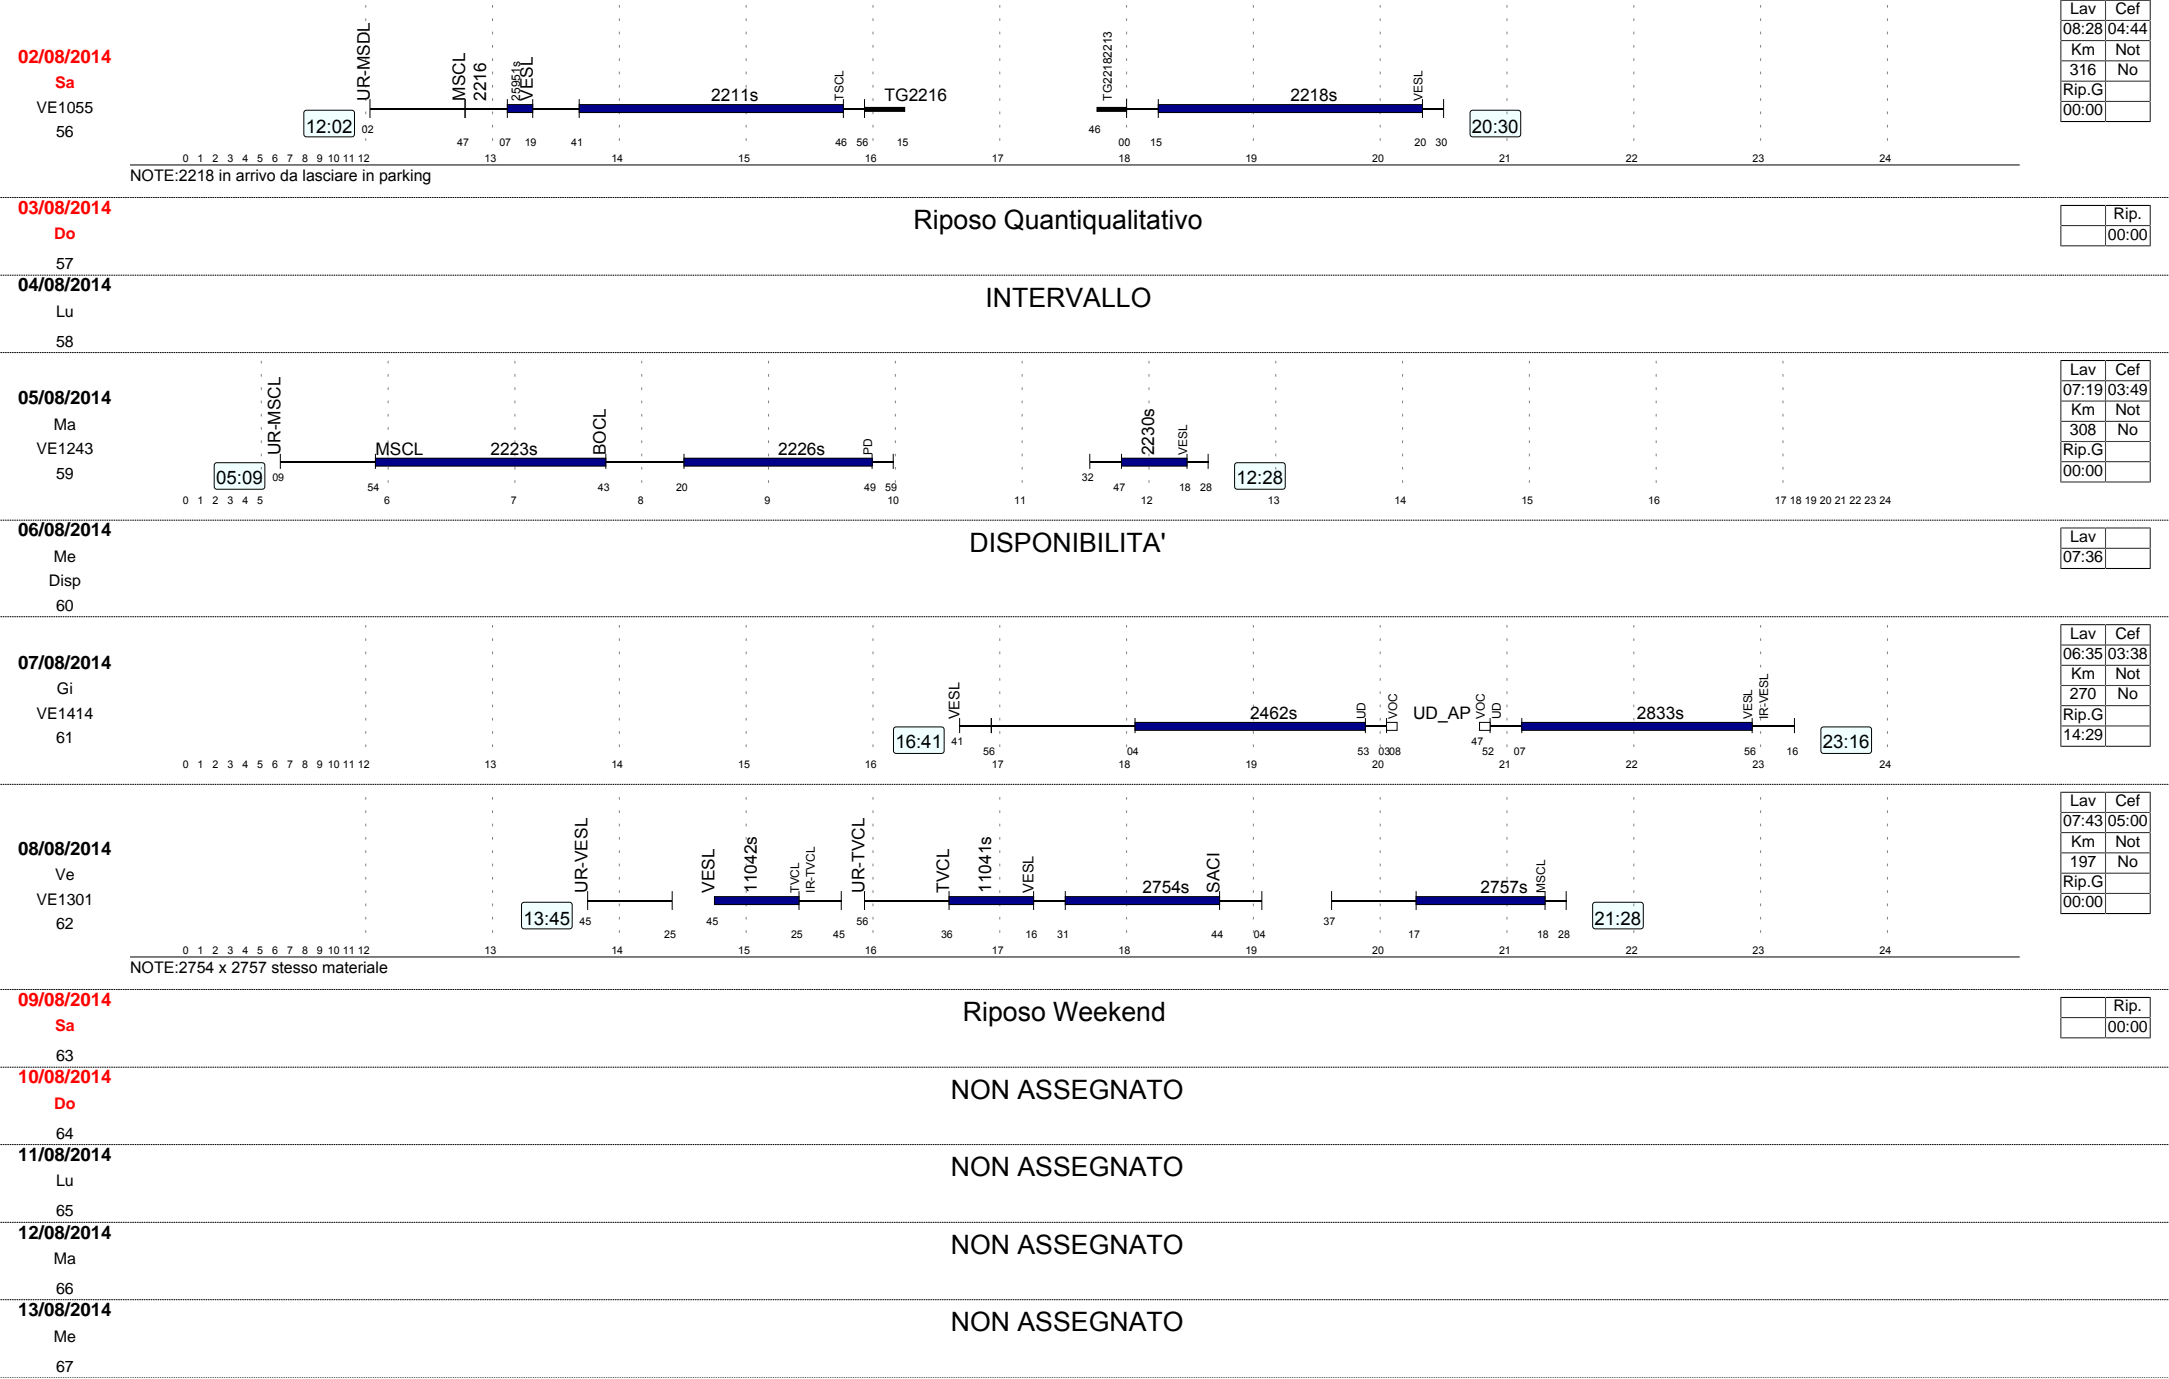 02/08/2014
Sa
VE1055
56
12:02
UR-MSDL MSCL 2216 25951s VESL 2211s TSCL TG2216 TG22182213 2218s VESL
02 47 07 19 41 46 56 15 46 00 15 20 30
20:30
0 1 2 3 4 5 6 7 8 9 10 11 12 13 14 15 16 17 18 19 20 21 22 23 24
NOTE:2218 in arrivo da lasciare in parking
Lav Cef
08:28 04:44
Km Not
316 No
Rip.G
00:00
03/08/2014
Do
57
Riposo Quantiqualitativo
Rip.
00:00
04/08/2014
Lu
58
INTERVALLO
05/08/2014
Ma
VE1243
59
05:09
UR-MSCL MSCL 2223s BOCL 2226s PD 2230s VESL
09 54 43 20 49 59 32 47 18 28
12:28
0 1 2 3 4 5 6 7 8 9 10 11 12 13 14 15 16 17 18 19 20 21 22 23 24
Lav Cef
07:19 03:49
Km Not
308 No
Rip.G
00:00
06/08/2014
Me
Disp
60
DISPONIBILITA'
Lav
07:36
07/08/2014
Gi
VE1414
61
16:41
VESL 2462s UD VOC UD_AP VOC UD 2833s VESL IR-VESL
41 56 04 53 03 08 47 52 07 56 16
23:16
0 1 2 3 4 5 6 7 8 9 10 11 12 13 14 15 16 17 18 19 20 21 22 23 24
Lav Cef
06:35 03:38
Km Not
270 No
Rip.G
14:29
08/08/2014
Ve
VE1301
62
13:45
UR-VESL VESL 11042s TVCL IR-TVCL UR-TVCL TVCL 11041s VESL 2754s SACI 2757s MSCL
45 25 45 25 45 56 36 16 31 44 04 37 17 18 28
21:28
0 1 2 3 4 5 6 7 8 9 10 11 12 13 14 15 16 17 18 19 20 21 22 23 24
NOTE:2754 x 2757 stesso materiale
Lav Cef
07:43 05:00
Km Not
197 No
Rip.G
00:00
09/08/2014
Sa
63
Riposo Weekend
Rip.
00:00
10/08/2014
Do
64
NON ASSEGNATO
11/08/2014
Lu
65
NON ASSEGNATO
12/08/2014
Ma
66
NON ASSEGNATO
13/08/2014
Me
67
NON ASSEGNATO